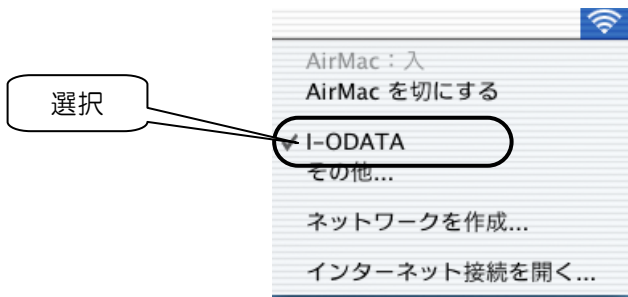 AirMac：入
AirMac を切にする
選択
I-ODATA
その他...
ネットワークを作成...
インターネット接続を開く...